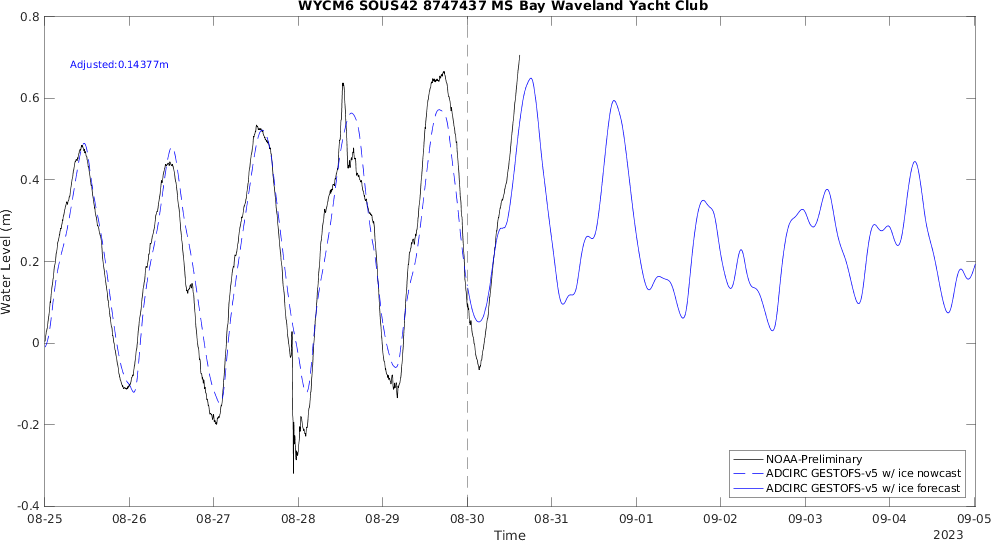 WYCM6 SOUS42 8747437 MS Bay Waveland Yacht Club
Adjusted:0.14377m
Water Level (m)
0.8
0.6
0.4
0.2
0
-0.2
-0.4
NOAA-Preliminary
ADCIRC GESTOFS-v5 w/ ice nowcast
ADCIRC GESTOFS-v5 w/ ice forecast
08-25 08-26 08-27 08-28 08-29 08-30 08-31 09-01 09-02 09-03 09-04 09-05
Time
2023